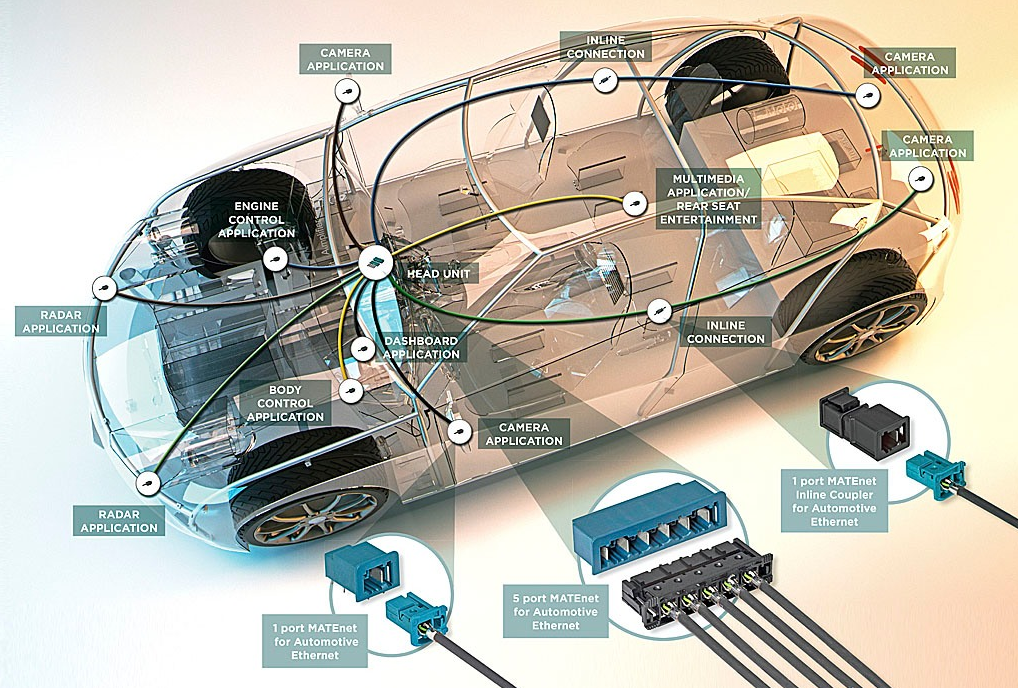 CAMERA
APPLICATION
INLINE
CONNECTION
CAMERA
APPLICATION
CAMERA
APPLICATION
MULTIMEDIA
APPLICATION/
REAR SEAT
ENTERTAINMENT
ENGINE
CONTROL
APPLICATION
HEAD UNIT
RADAR
APPLICATION
INLINE
CONNECTION
DASHBOARD
APPLICATION
BODY
CONTROL
APPLICATION
CAMERA
APPLICATION
RADAR
APPLICATION
1 port MATEnet
Inline Coupler
for Automotive
Ethernet
5 port MATEnet
for Automotive
Ethernet
1 port MATEnet
for Automotive
Ethernet